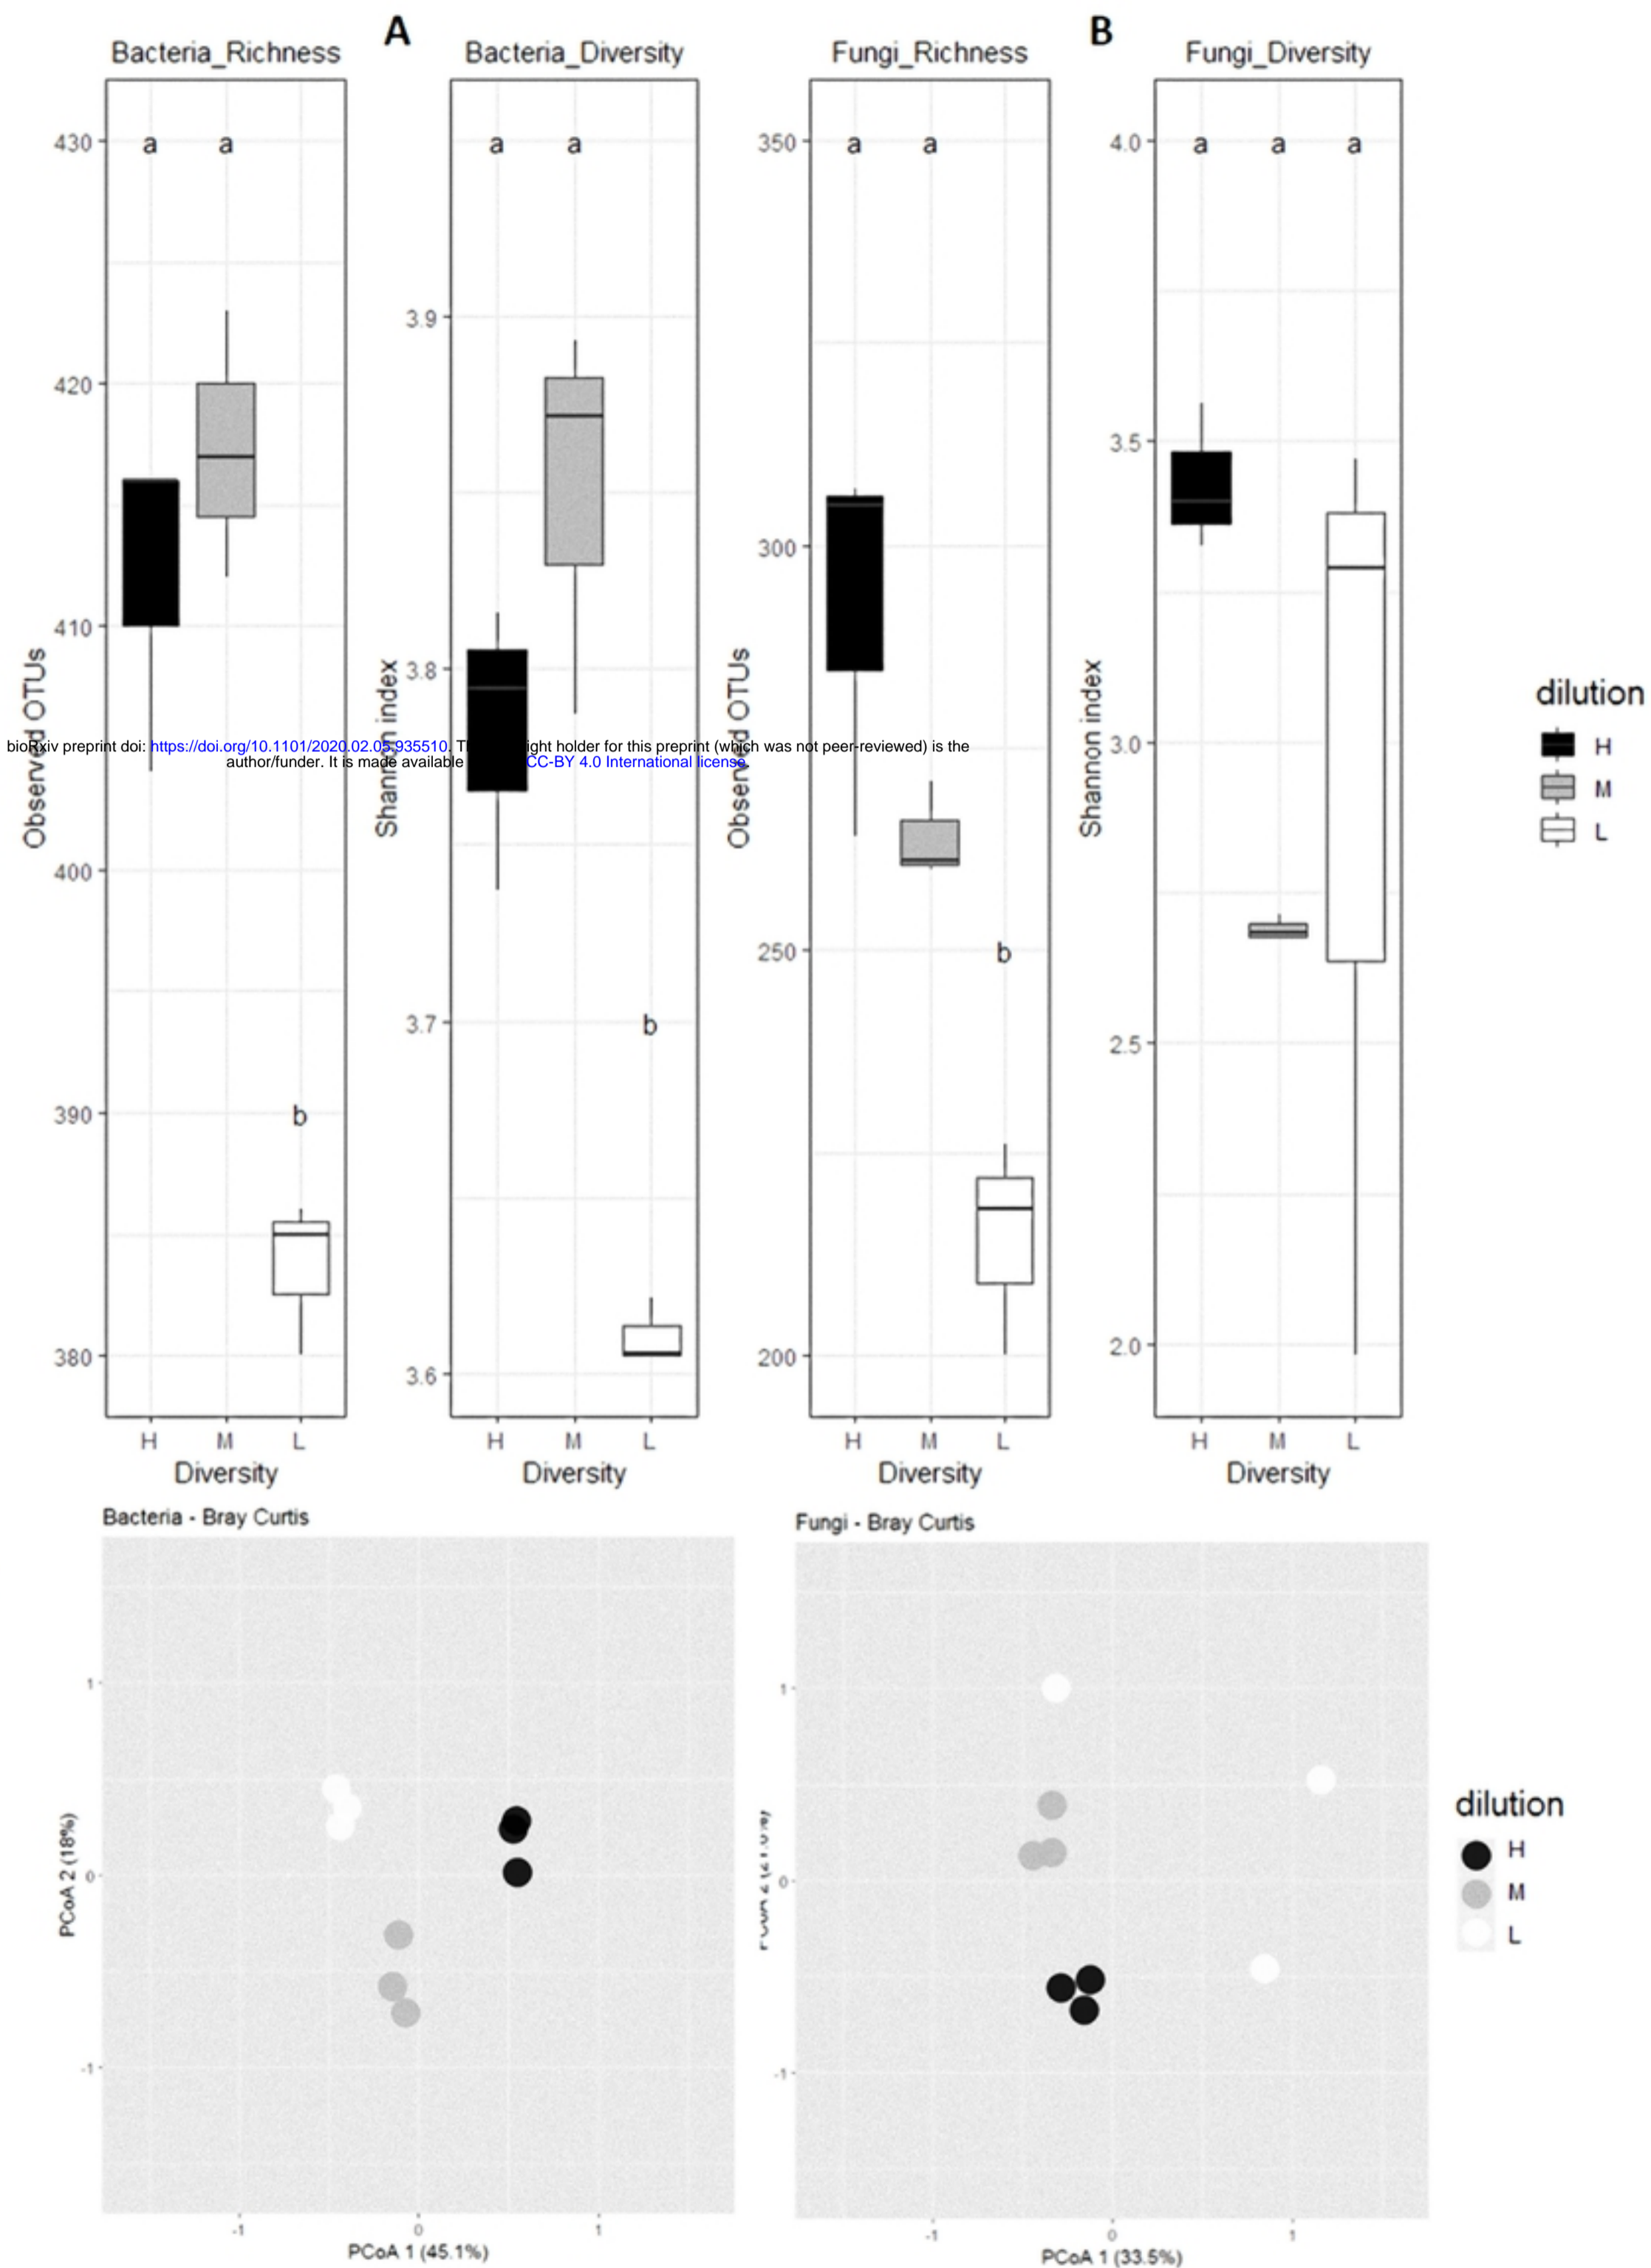 A
B
Bacteria_Richness
Bacteria_Diversity
Fungi_Richness
Fungi_Diversity
430
420
410
400
390
380
a
a
b
Observed OTUs
H
M
L
Diversity
3.9
3.8
3.7
3.6
a
a
b
Shannon index
H
M
L
Diversity
350
300
250
200
a
a
b
Observed OTUs
H
M
L
Diversity
4.0
3.5
3.0
2.5
2.0
a
a
a
Shannon index
H
M
L
Diversity
dilution
H
M
L
bioRxiv preprint doi: https://doi.org/10.1101/2020.02.05.935510. ight holder for this preprint (which was not peer-reviewed) is the
author/funder. It is made available CC-BY 4.0 International license.
Bacteria - Bray Curtis
1
0
-1
PCoA 2 (18%)
-1
0
1
PCoA 1 (45.1%)
Fungi - Bray Curtis
1
0
-1
-1
0
1
PCoA 1 (33.5%)
dilution
H
M
L